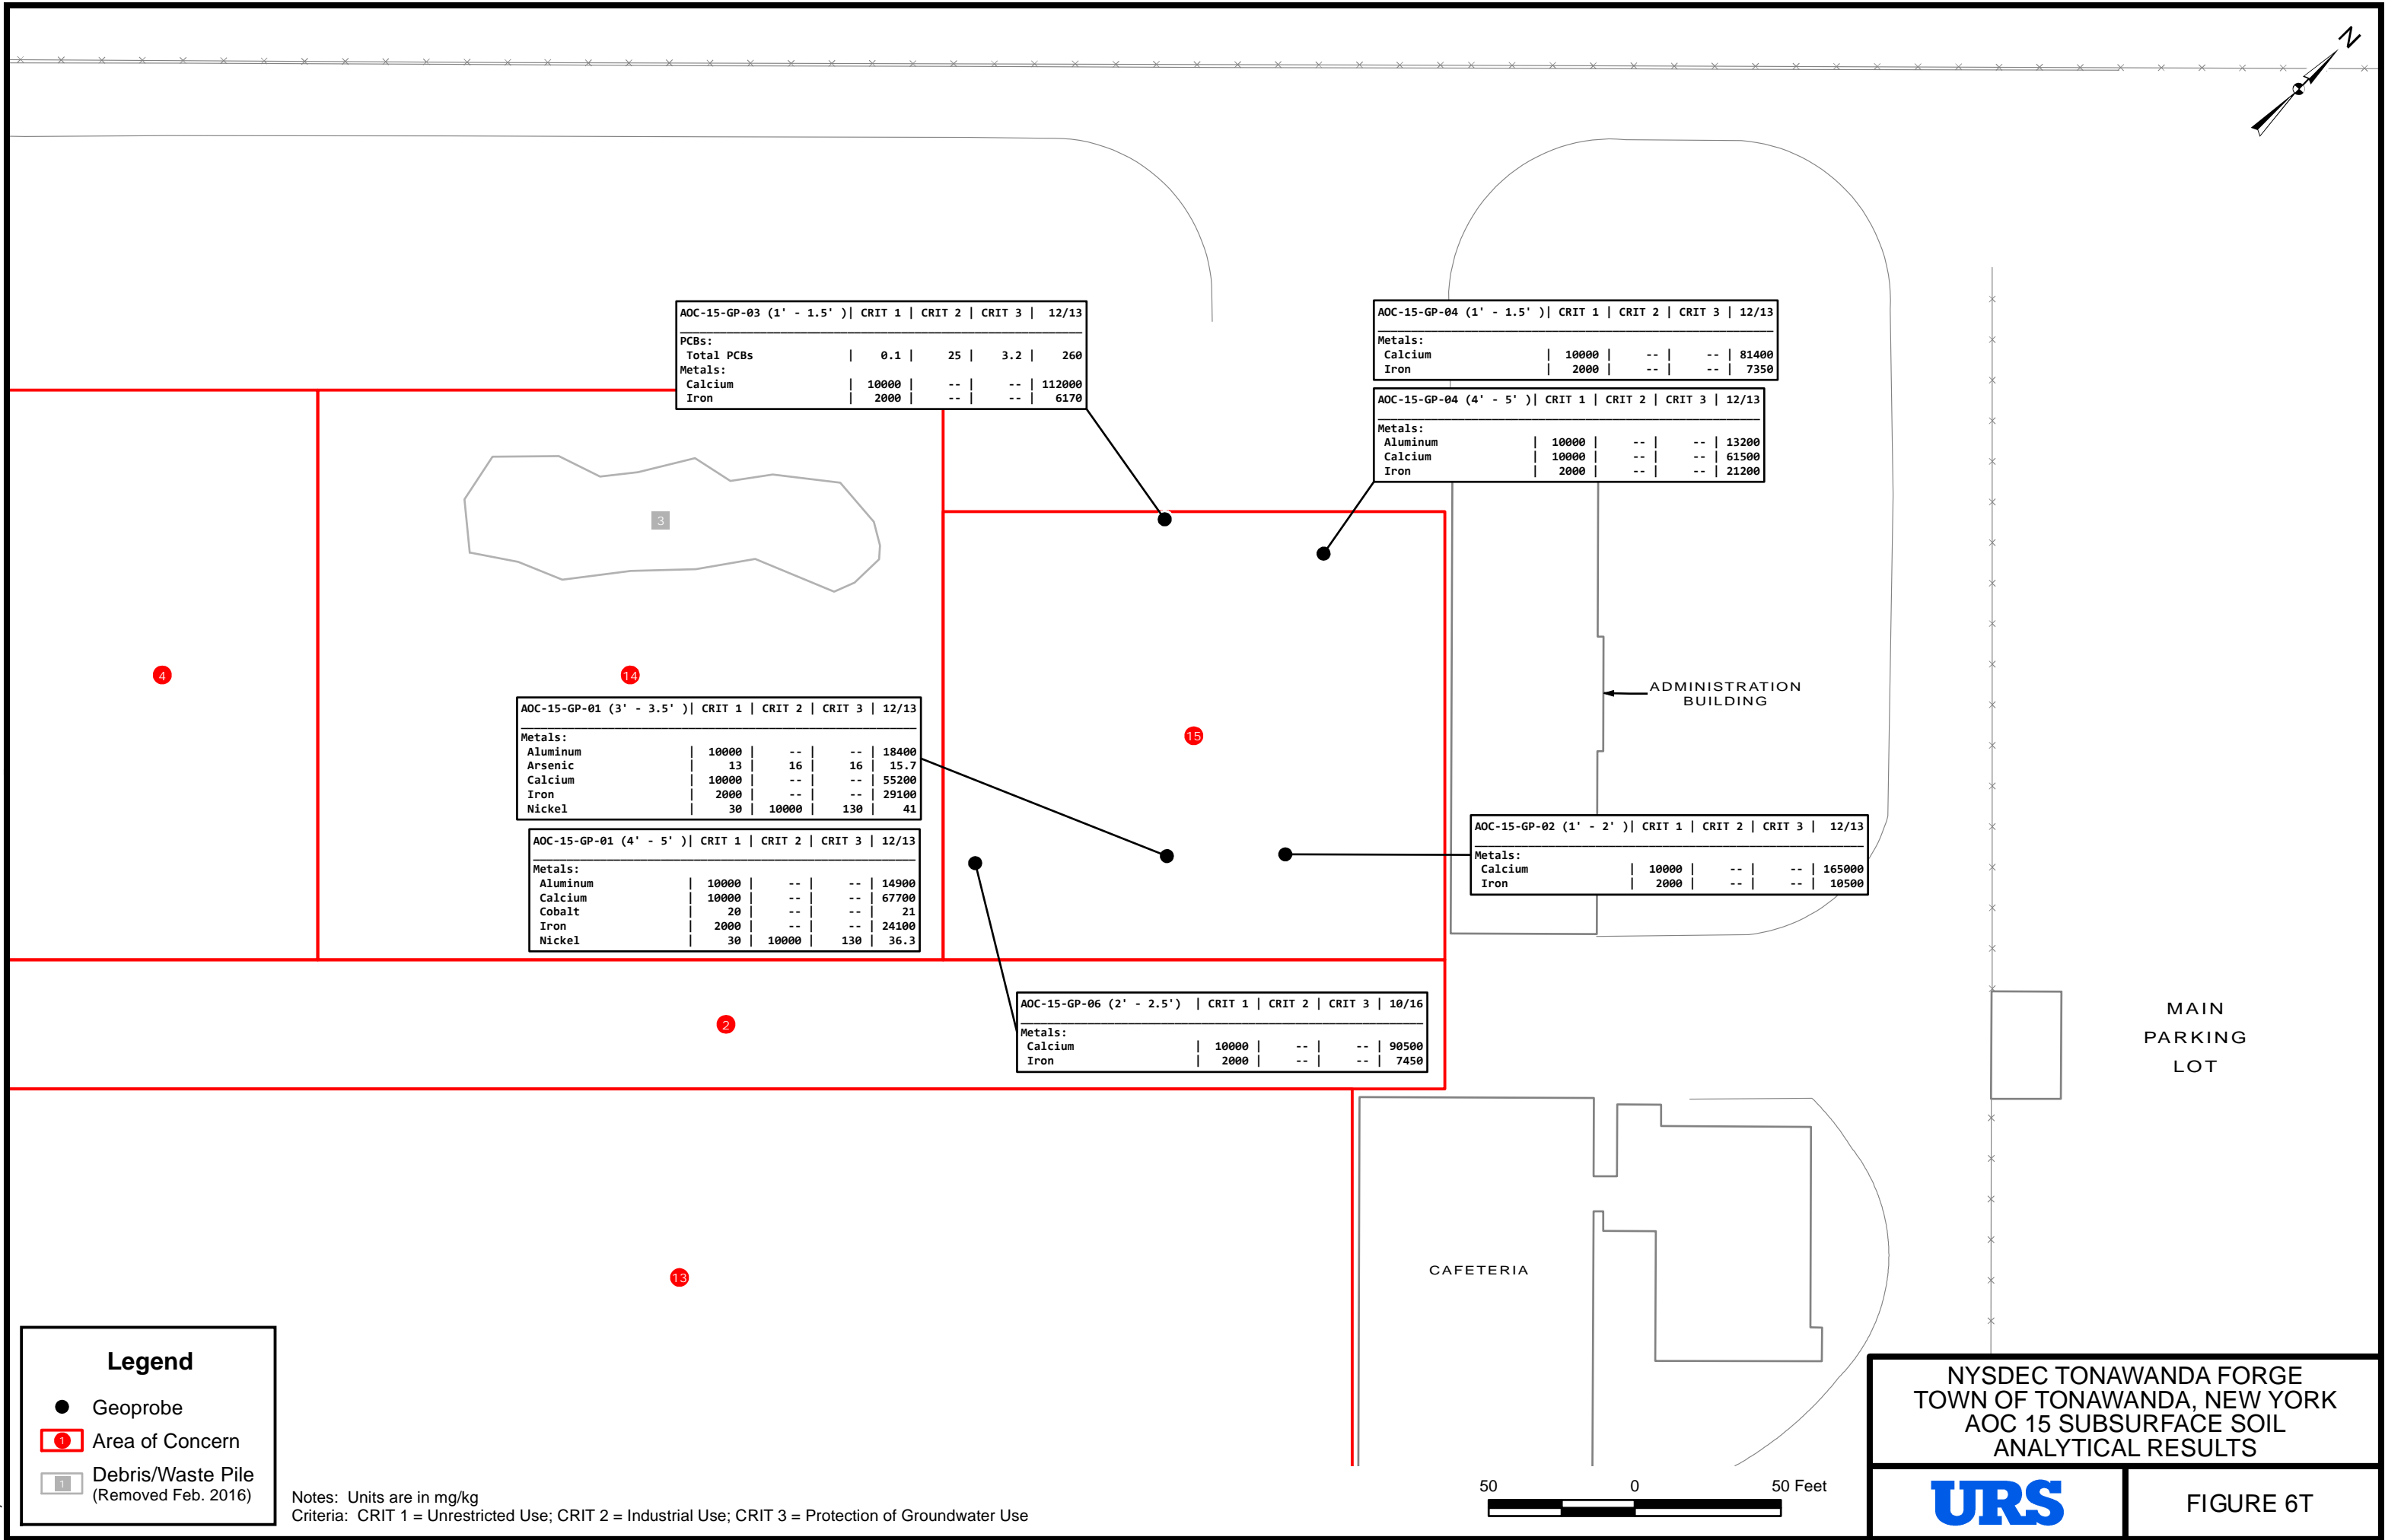 N
AOC-15-GP-03 (1' - 1.5' )| CRIT 1 | CRIT 2 | CRIT 3 | 12/13
PCBs:
Total PCBs | 0.1 | 25 | 3.2 | 260
Metals:
Calcium | 10000 | -- | -- | 112000
Iron | 2000 | -- | -- | 6170
AOC-15-GP-04 (1' - 1.5' )| CRIT 1 | CRIT 2 | CRIT 3 | 12/13
Metals:
Calcium | 10000 | -- | -- | 81400
Iron | 2000 | -- | -- | 7350
AOC-15-GP-04 (4' - 5' )| CRIT 1 | CRIT 2 | CRIT 3 | 12/13
Metals:
Aluminum | 10000 | -- | -- | 13200
Calcium | 10000 | -- | -- | 61500
Iron | 2000 | -- | -- | 21200
3
4
14
15
ADMINISTRATION
BUILDING
AOC-15-GP-01 (3' - 3.5' )| CRIT 1 | CRIT 2 | CRIT 3 | 12/13
Metals:
Aluminum | 10000 | -- | -- | 18400
Arsenic | 13 | 16 | 16 | 15.7
Calcium | 10000 | -- | -- | 55200
Iron | 2000 | -- | -- | 29100
Nickel | 30 | 10000 | 130 | 41
AOC-15-GP-01 (4' - 5' )| CRIT 1 | CRIT 2 | CRIT 3 | 12/13
Metals:
Aluminum | 10000 | -- | -- | 14900
Calcium | 10000 | -- | -- | 67700
Cobalt | 20 | -- | -- | 21
Iron | 2000 | -- | -- | 24100
Nickel | 30 | 10000 | 130 | 36.3
AOC-15-GP-02 (1' - 2' )| CRIT 1 | CRIT 2 | CRIT 3 | 12/13
Metals:
Calcium | 10000 | -- | -- | 165000
Iron | 2000 | -- | -- | 10500
AOC-15-GP-06 (2' - 2.5') | CRIT 1 | CRIT 2 | CRIT 3 | 10/16
Metals:
Calcium | 10000 | -- | -- | 90500
Iron | 2000 | -- | -- | 7450
2
MAIN
PARKING
LOT
13
CAFETERIA
Legend
Geoprobe
1 Area of Concern
1 Debris/Waste Pile
(Removed Feb. 2016)
Notes: Units are in mg/kg
Criteria: CRIT 1 = Unrestricted Use; CRIT 2 = Industrial Use; CRIT 3 = Protection of Groundwater Use
50 0 50 Feet
NYSDEC TONAWANDA FORGE
TOWN OF TONAWANDA, NEW YORK
AOC 15 SUBSURFACE SOIL
ANALYTICAL RESULTS
URS
FIGURE 6T